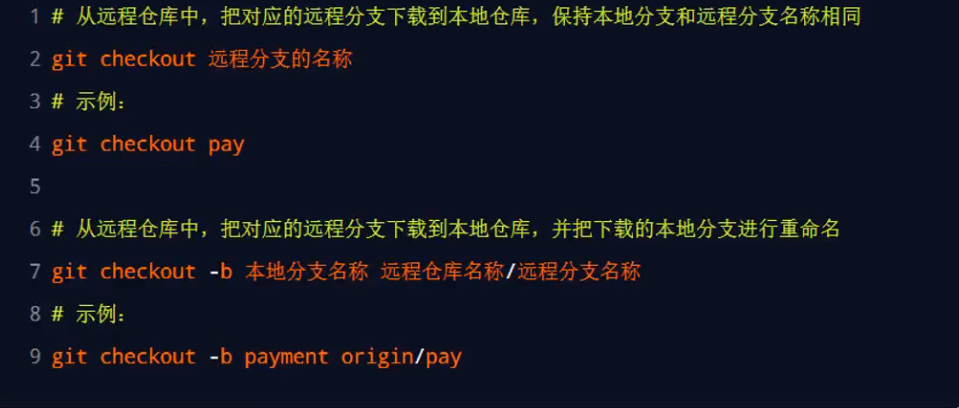 1 # 从远程仓库中，把对应的远程分支下载到本地仓库，保持本地分支和远程分支名称相同
2 git checkout 远程分支的名称
3 # 示例：
4 git checkout pay
5
6 # 从远程仓库中，把对应的远程分支下载到本地仓库，并把下载的本地分支进行重命名
7 git checkout -b 本地分支名称 远程仓库名称/远程分支名称
8 # 示例：
9 git checkout -b payment origin/pay